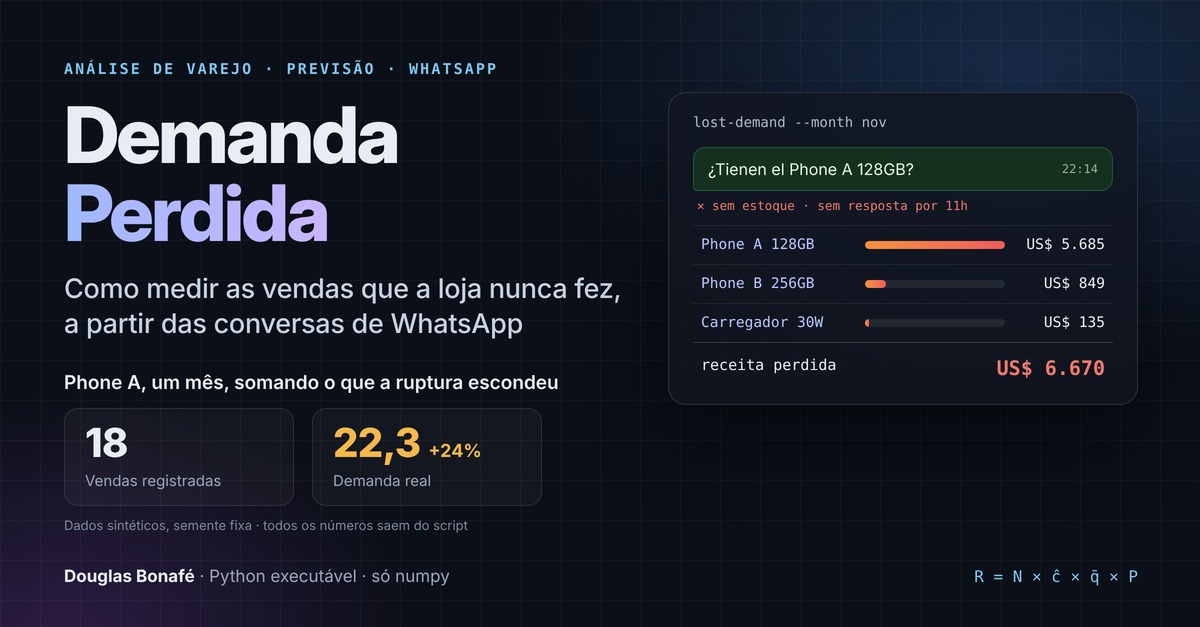 ANÁLISE DE VAREJO · PREVISÃO · WHATSAPP
Demanda
Perdida
Como medir as vendas que a loja nunca fez,
a partir das conversas de WhatsApp
Phone A, um mês, somando o que a ruptura escondeu
18
Vendas registradas
22,3 +24%
Demanda real
Dados sintéticos, semente fixa · todos os números saem do script
Douglas Bonafé · Python executável · só numpy
lost-demand --month nov
¿Tienen el Phone A 128GB? 22:14
× sem estoque · sem resposta por 11h
Phone A 128GB US$ 5.685
Phone B 256GB US$ 849
Carregador 30W US$ 135
receita perdida US$ 6.670
R = N × ĉ × q̄ × P